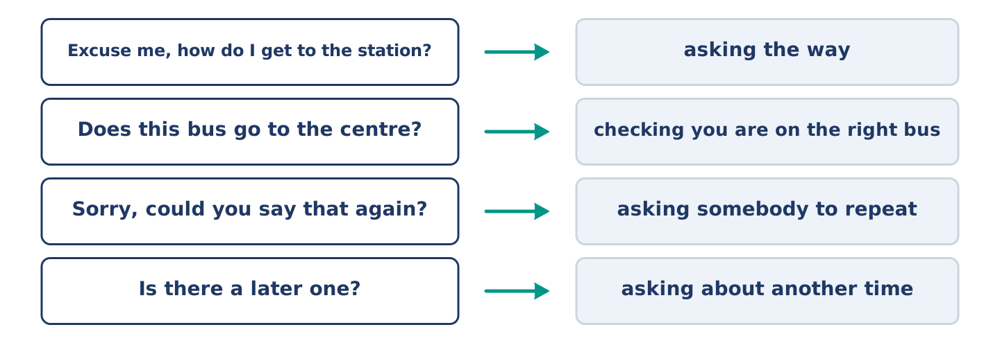 Excuse me, how do I get to the station?
asking the way
Does this bus go to the centre?
checking you are on the right bus
Sorry, could you say that again?
asking somebody to repeat
Is there a later one?
asking about another time